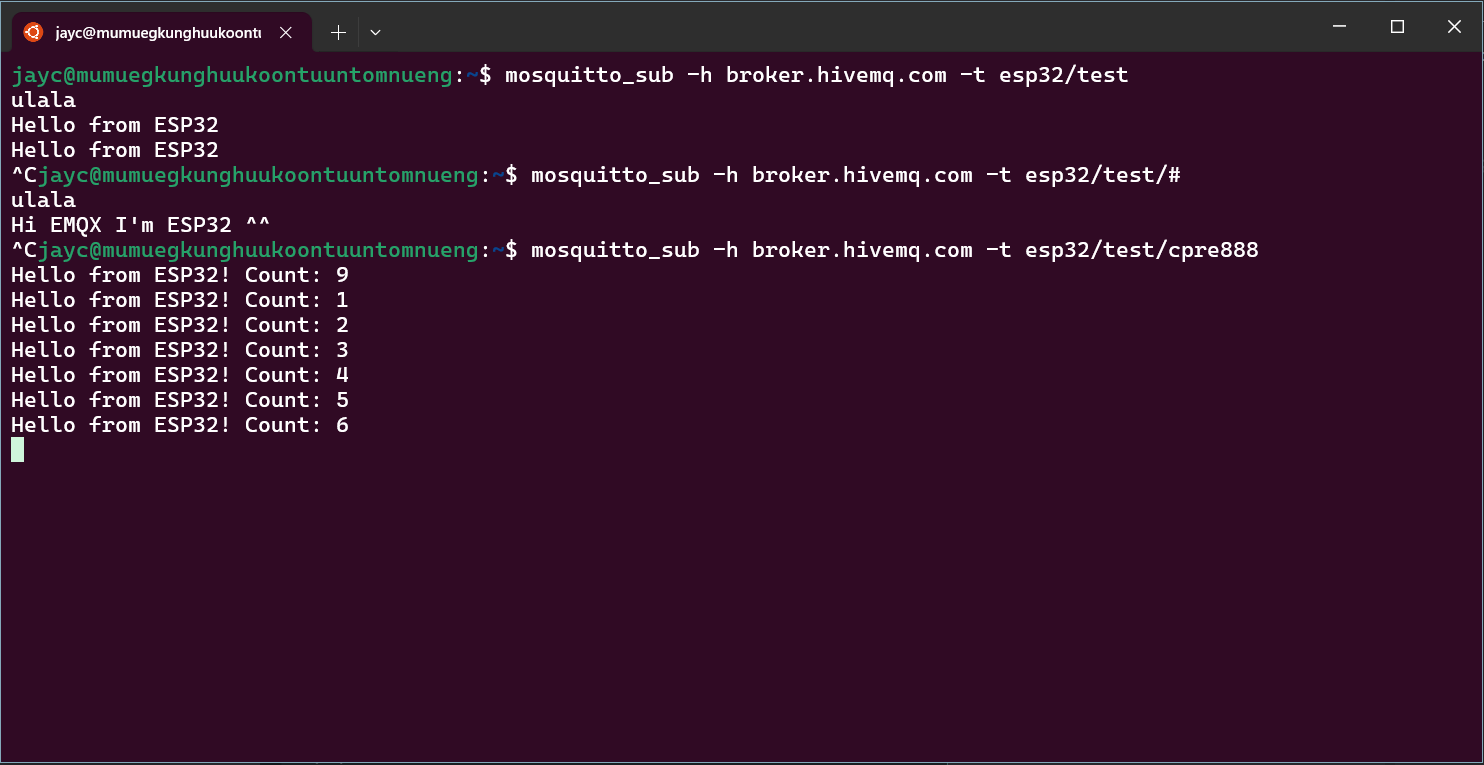 jayc@mumuegkunghuukoontu
jayc@mumuegkunghuukoontuuntomnueng:~$ mosquitto_sub -h broker.hivemq.com -t esp32/test
ulala
Hello from ESP32
Hello from ESP32
^Cjayc@mumuegkunghuukoontuuntomnueng:~$ mosquitto_sub -h broker.hivemq.com -t esp32/test/#
ulala
Hi EMQX I'm ESP32 ^^
^Cjayc@mumuegkunghuukoontuuntomnueng:~$ mosquitto_sub -h broker.hivemq.com -t esp32/test/cpre888
Hello from ESP32! Count: 9
Hello from ESP32! Count: 1
Hello from ESP32! Count: 2
Hello from ESP32! Count: 3
Hello from ESP32! Count: 4
Hello from ESP32! Count: 5
Hello from ESP32! Count: 6